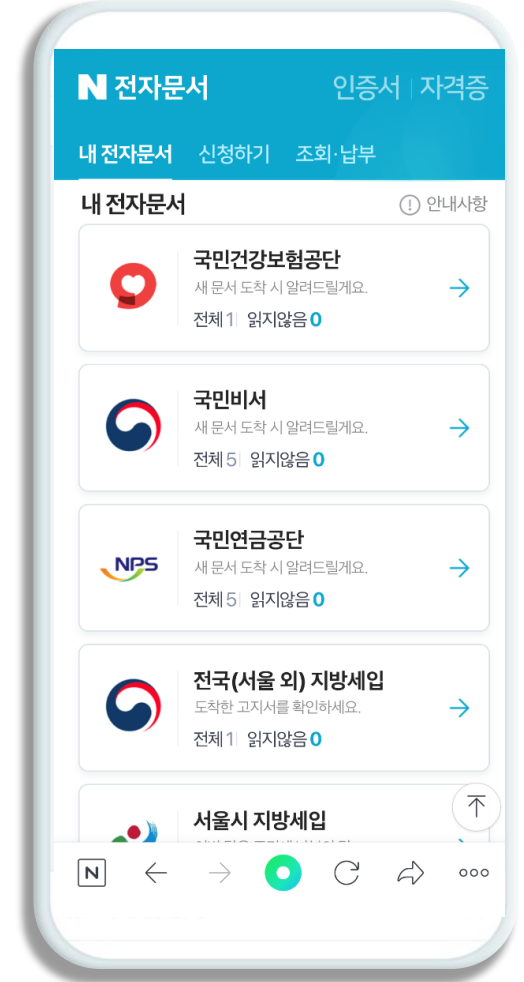 N 전자문서 인증서 | 자격증
내 전자문서 신청하기 조회·납부
내 전자문서 안내사항
국민건강보험공단
새 문서 도착 시 알려드릴게요.
전체 1 | 읽지않음 0
국민비서
새 문서 도착 시 알려드릴게요.
전체 5 | 읽지않음 0
NPS
국민연금공단
새 문서 도착 시 알려드릴게요.
전체 5 | 읽지않음 0
전국(서울 외) 지방세입
도착한 고지서를 확인하세요.
전체 1 | 읽지않음 0
서울시 지방세입
N